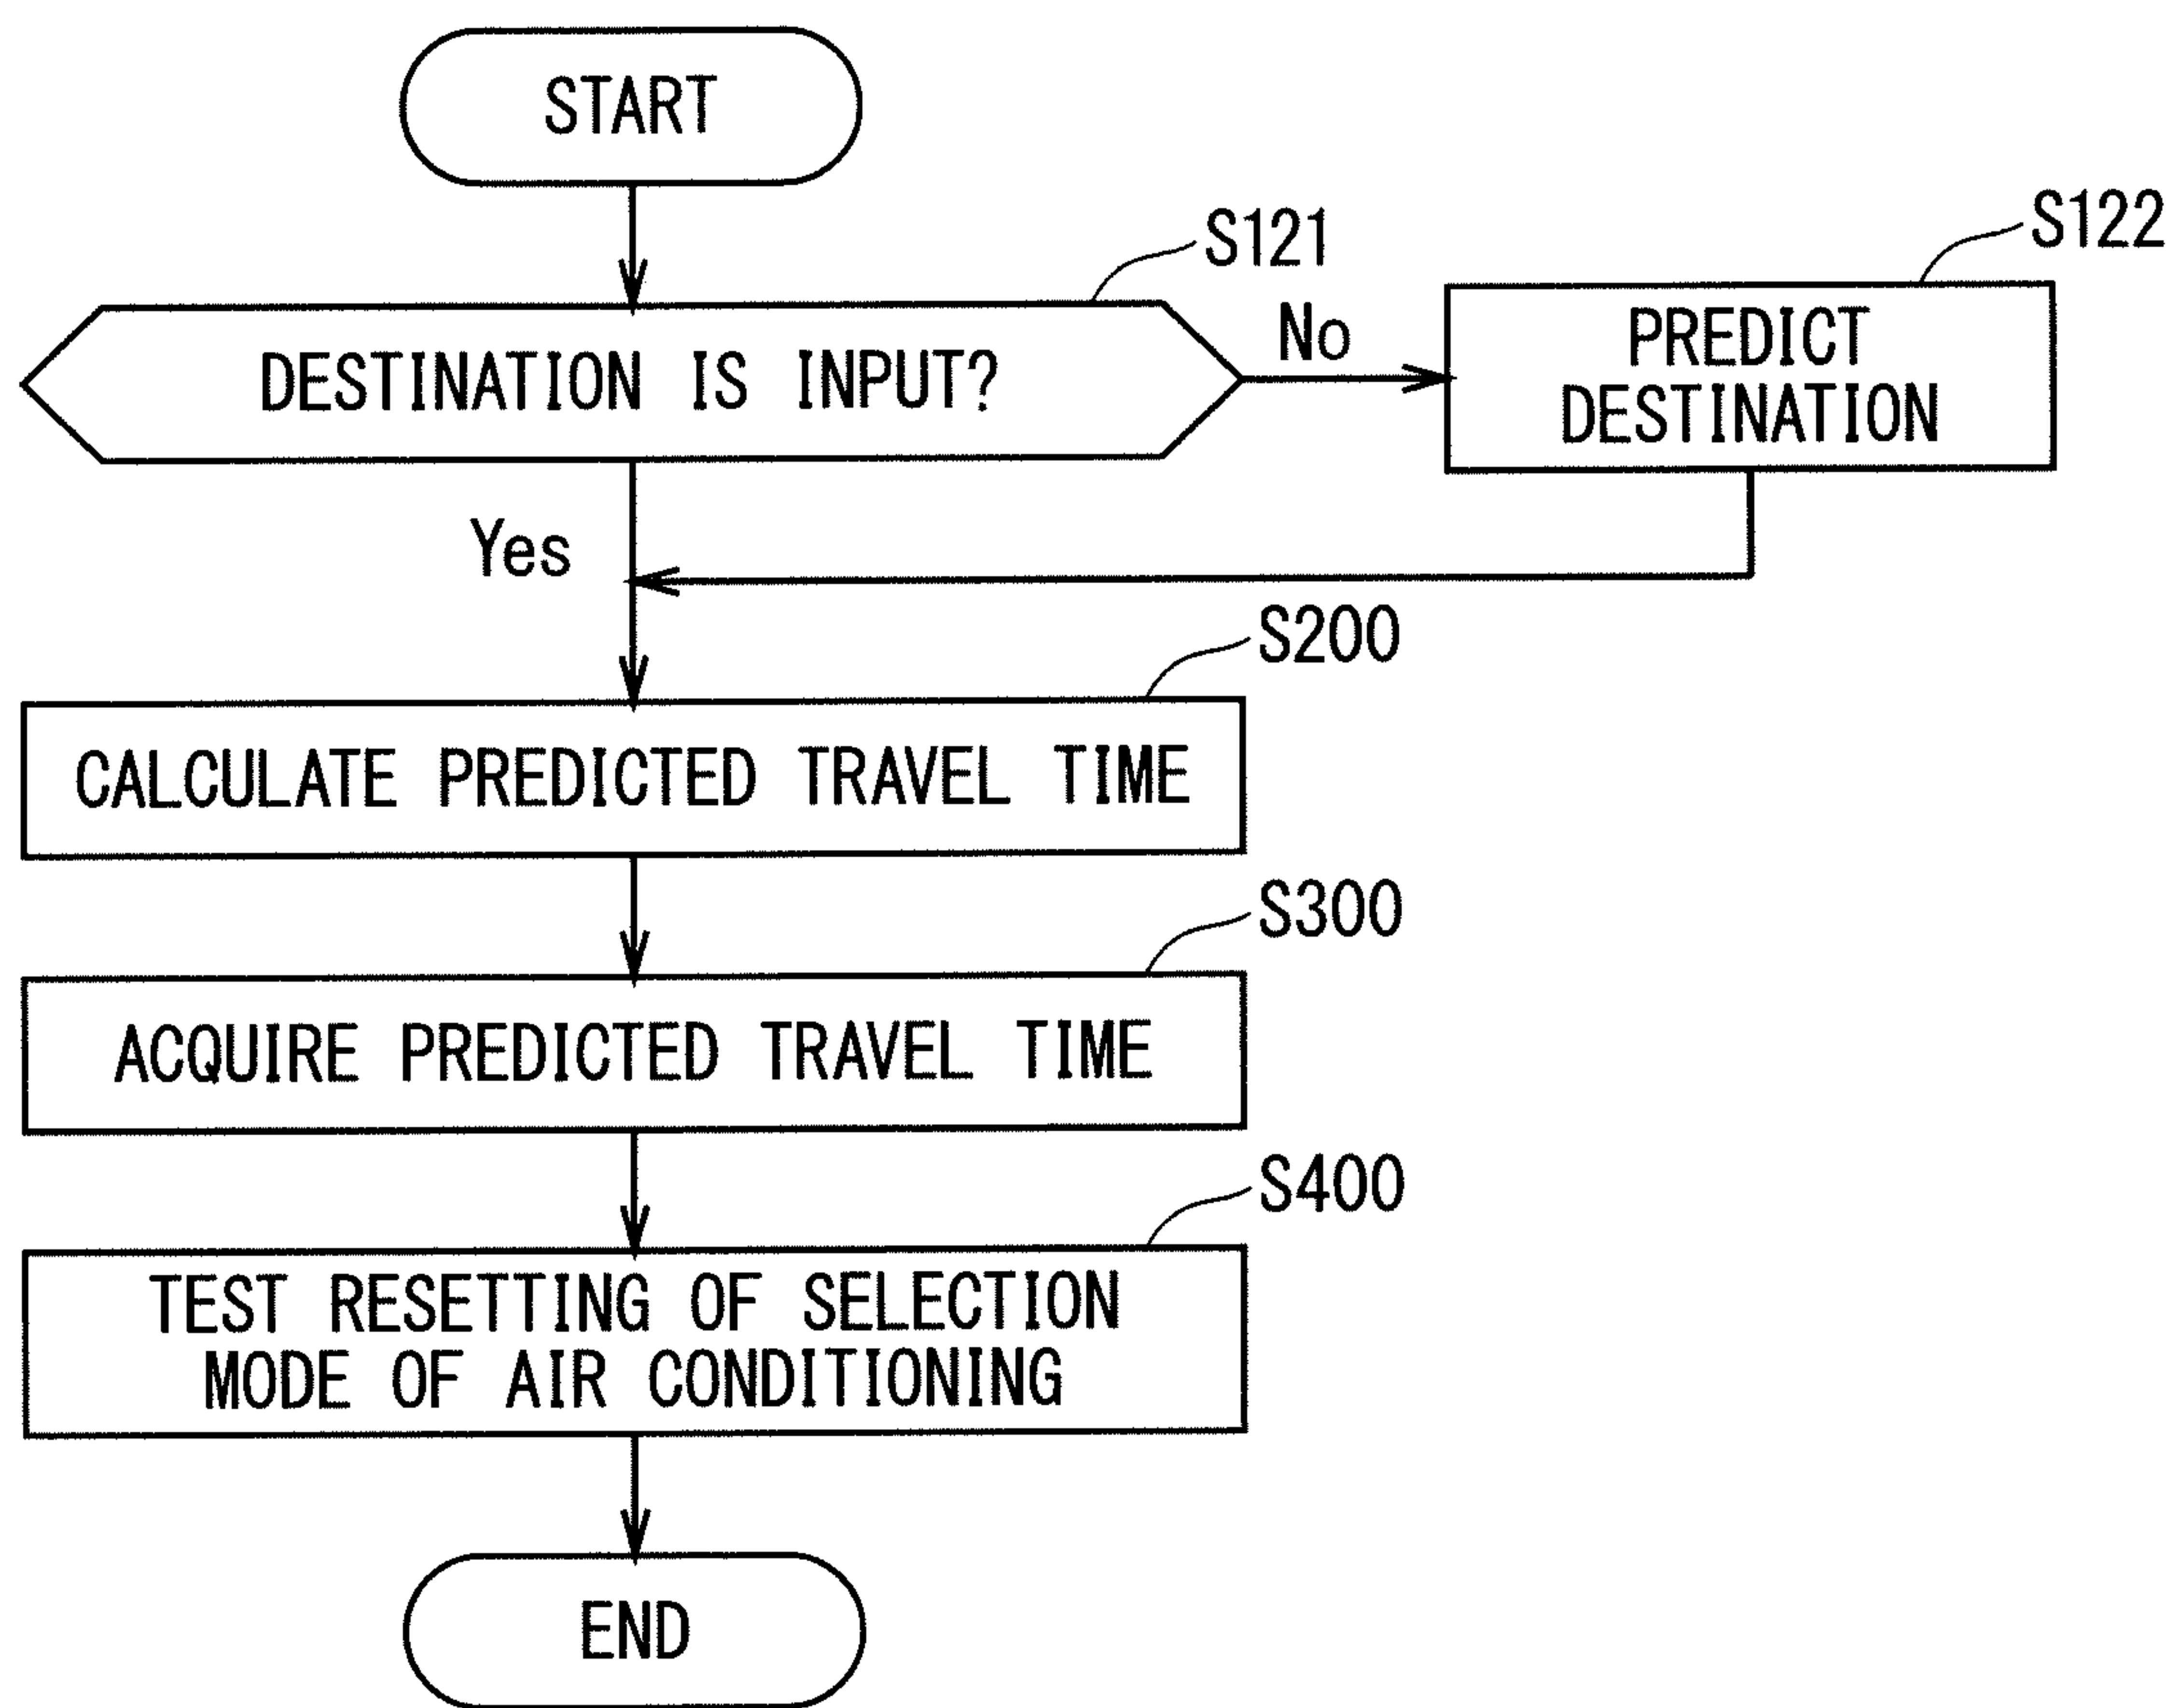 START
S121
S122
DESTINATION IS INPUT?
No
PREDICT
DESTINATION
Yes
S200
CALCULATE PREDICTED TRAVEL TIME
S300
ACQUIRE PREDICTED TRAVEL TIME
S400
TEST RESETTING OF SELECTION
MODE OF AIR CONDITIONING
END